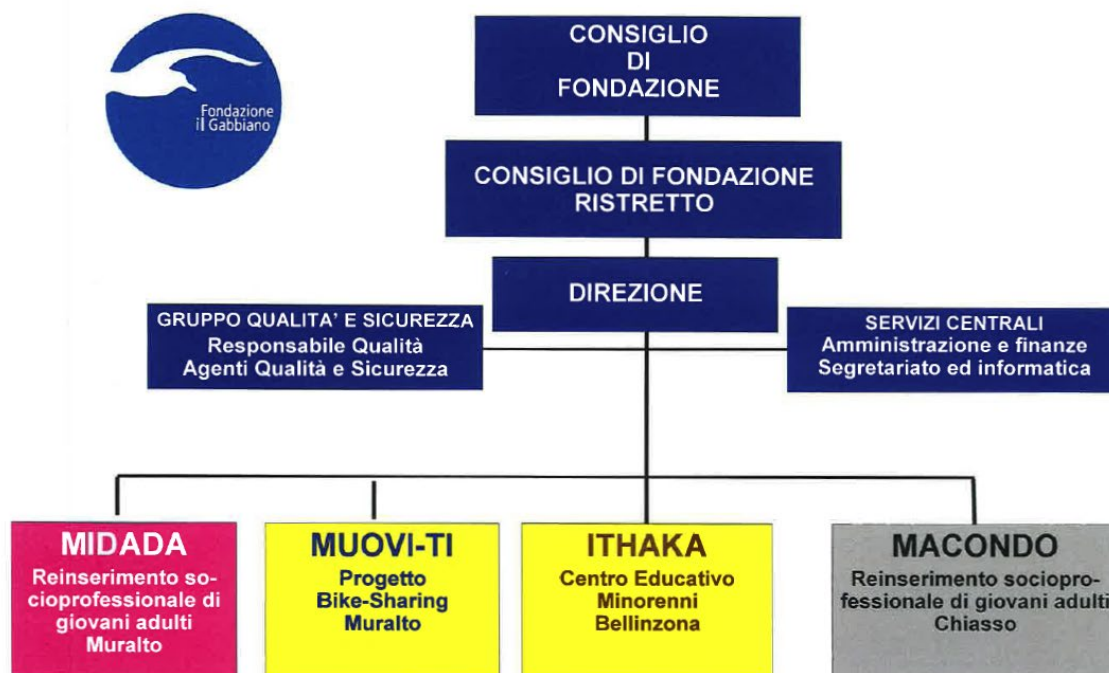 Fondazione
il Gabbiano
CONSIGLIO
DI
FONDAZIONE
CONSIGLIO DI FONDAZIONE
RISTRETTO
DIREZIONE
GRUPPO QUALITA' E SICUREZZA
Responsabile Qualità
Agenti Qualità e Sicurezza
SERVIZI CENTRALI
Amministrazione e finanze
Segretariato ed informatica
MIDADA
Reinserimento so-
cioprofessionale di
giovani adulti
Muralto
MUOVI-TI
Progetto
Bike-Sharing
Muralto
ITHAKA
Centro Educativo
Minorenni
Bellinzona
MACONDO
Reinserimento sociopro-
fessionale di giovani adulti
Chiasso